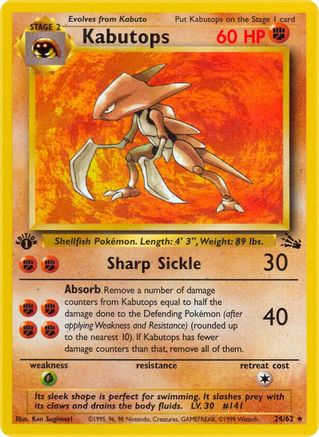 Evolves from Kabuto Put Kabutops on the Stage 1 card
STAGE 2
Kabutops 60 HP
EDITION
1
Shellfish Pokémon. Length: 4' 3", Weight: 89 lbs.
Sharp Sickle 30
Absorb Remove a number of damage
counters from Kabutops equal to half the
damage done to the Defending Pokémon (after
applying Weakness and Resistance) (rounded up
to the nearest 10). If Kabutops has fewer
damage counters than that, remove all of them.
40
weakness resistance retreat cost
Its sleek shape is perfect for swimming. It slashes prey with
its claws and drains the body fluids. LV. 30 #141
Illus. Ken Sugimori ©1995, 96, 98 Nintendo, Creatures, GAMEFREAK. ©1999 Wizards. 24/62 ★